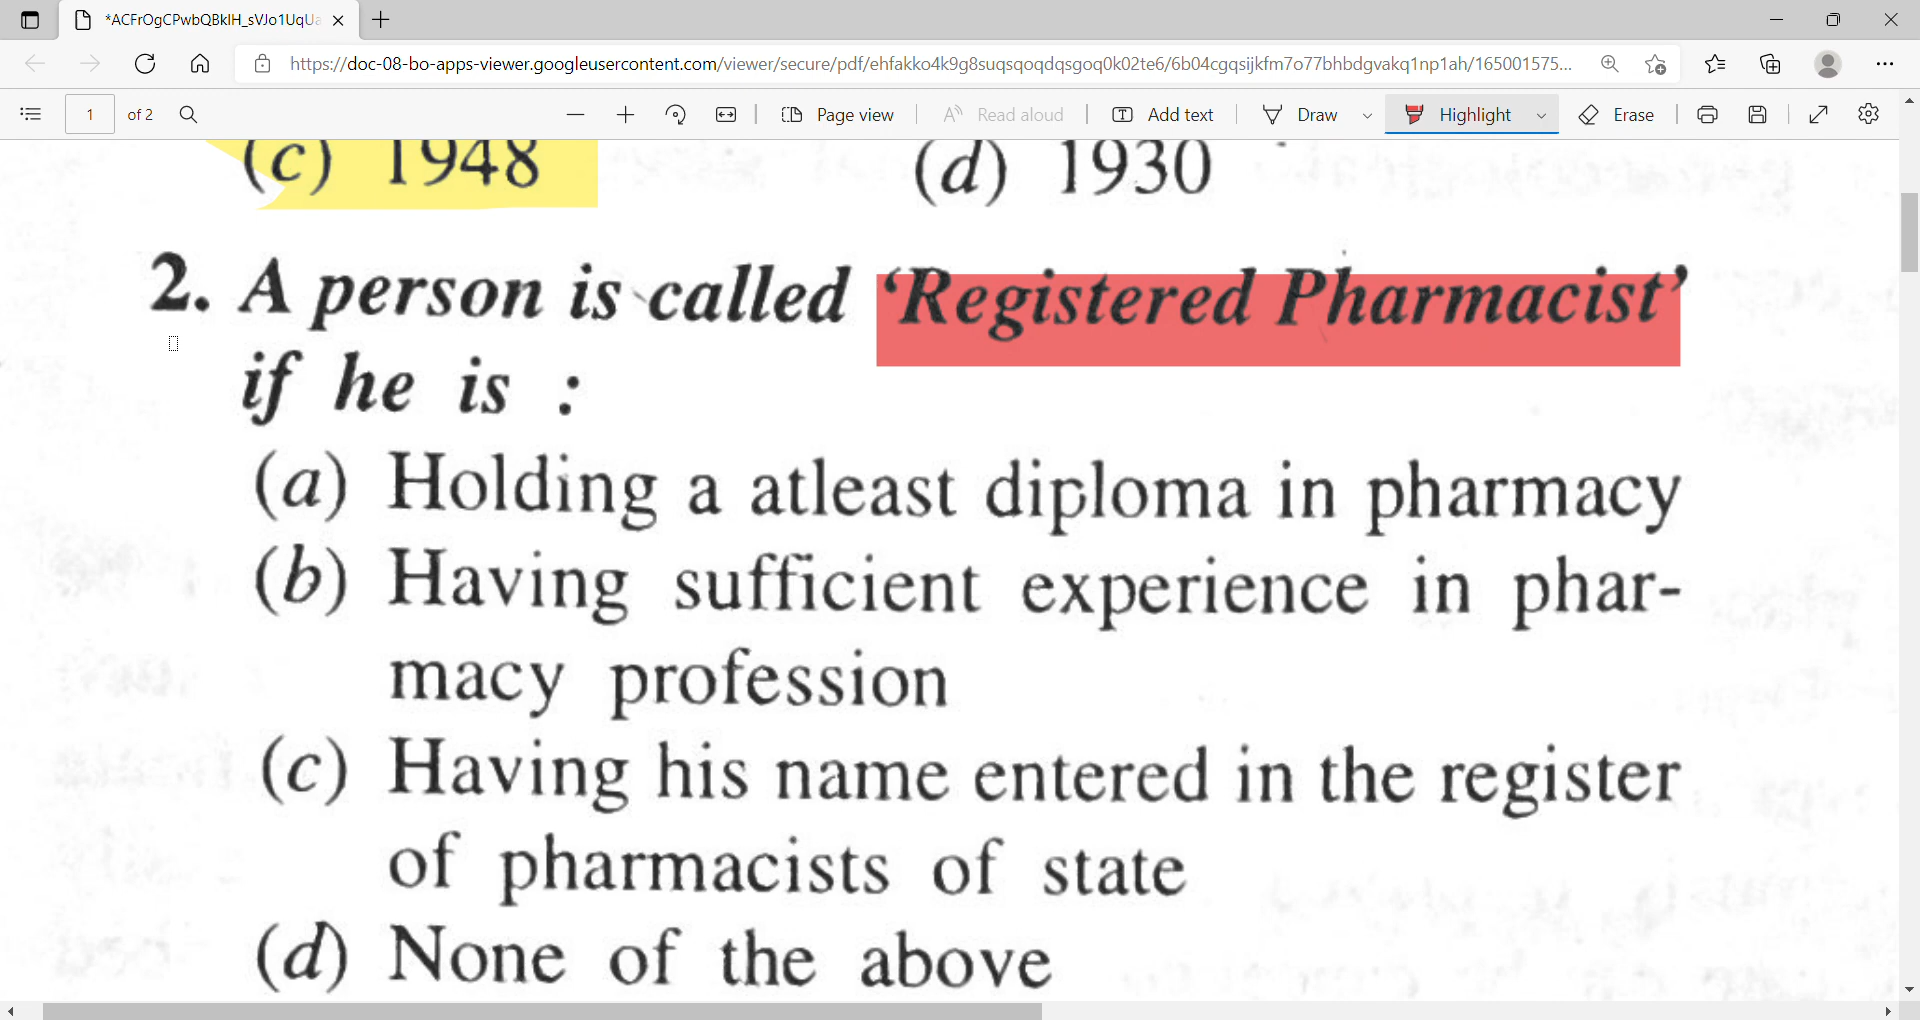 *ACFrOgCPwbQBkIH_sVJo1UqUa
https://doc-08-bo-apps-viewer.googleusercontent.com/viewer/secure/pdf/ehfakko4k9g8suqsqoqdqsgoq0k02te6/6b04cgqsijkfm7o77bhbdgvakq1np1ah/165001575...
1 of 2 Page view Read aloud Add text Draw Highlight Erase
(c) 1948 (d) 1930
2. A person is called ‘Registered Pharmacist’
if he is :
(a) Holding a atleast diploma in pharmacy
(b) Having sufficient experience in phar-
macy profession
(c) Having his name entered in the register
of pharmacists of state
(d) None of the above